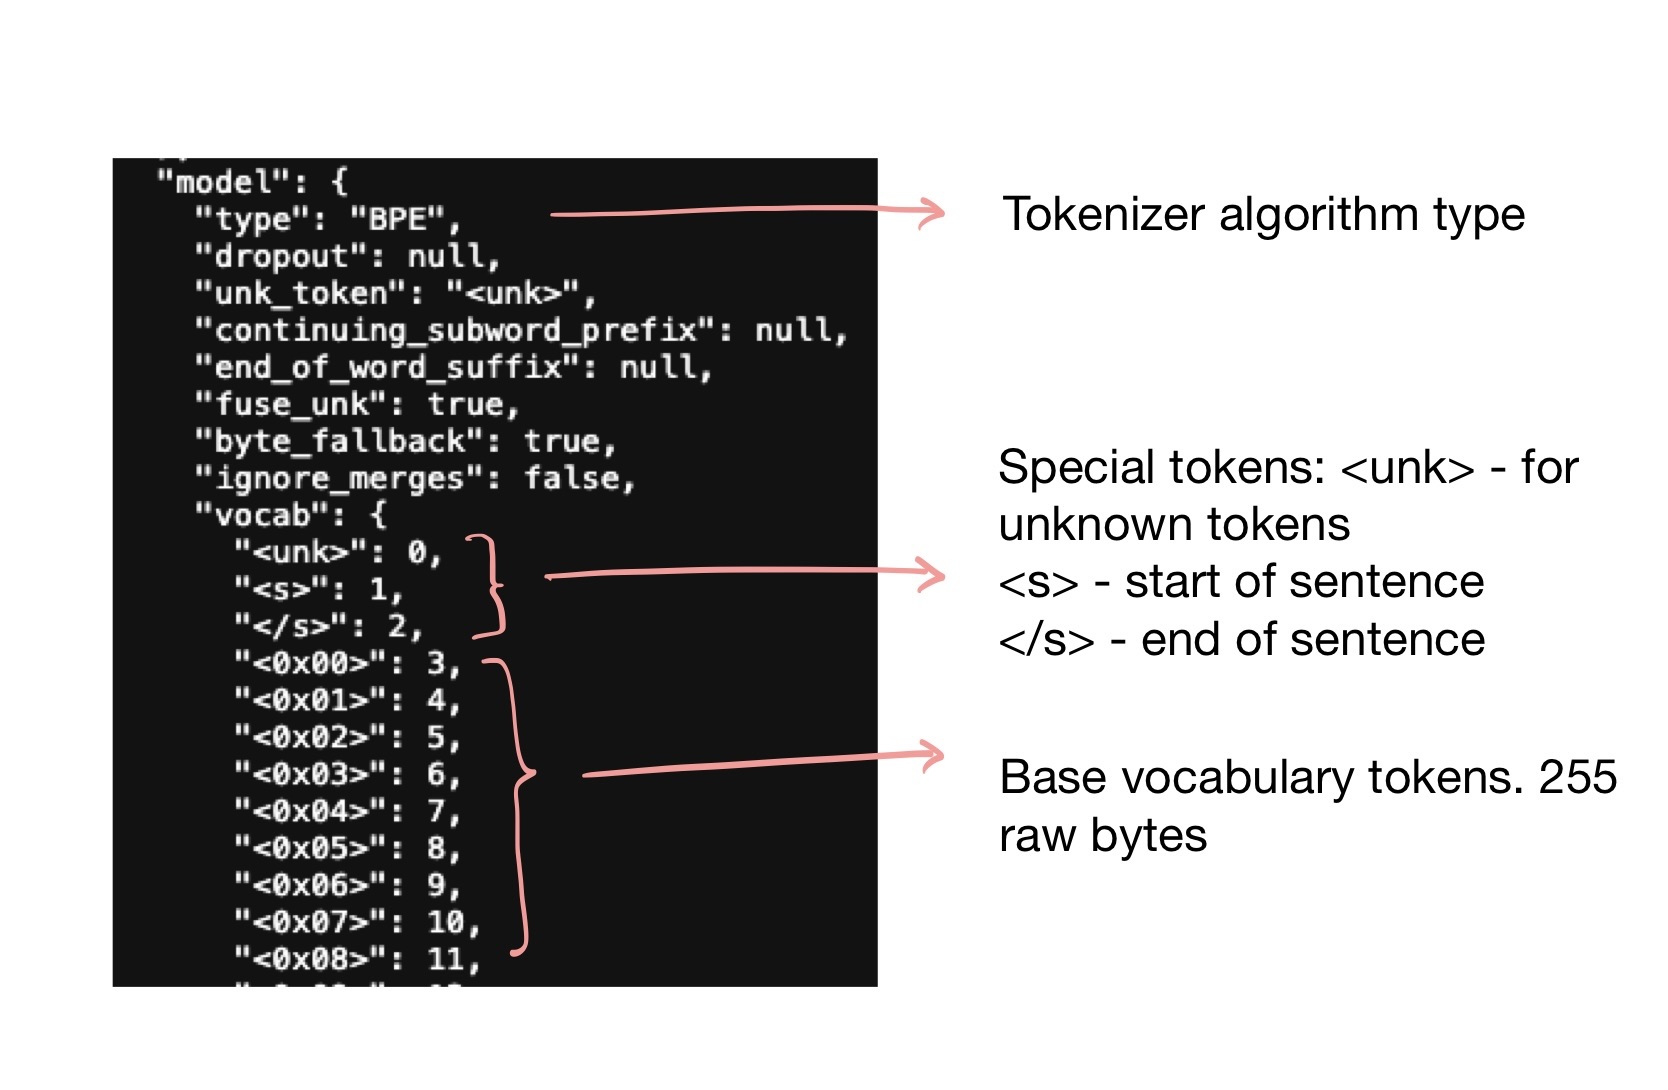 "model": {
"type": "BPE",
"dropout": null,
"unk_token": "<unk>",
"continuing_subword_prefix": null,
"end_of_word_suffix": null,
"fuse_unk": true,
"byte_fallback": true,
"ignore_merges": false,
"vocab": {
"<unk>": 0,
"<s>": 1,
"</s>": 2,
"<0x00>": 3,
"<0x01>": 4,
"<0x02>": 5,
"<0x03>": 6,
"<0x04>": 7,
"<0x05>": 8,
"<0x06>": 9,
"<0x07>": 10,
"<0x08>": 11,
Tokenizer algorithm type
Special tokens: <unk> - for
unknown tokens
<s> - start of sentence
</s> - end of sentence
Base vocabulary tokens. 255
raw bytes